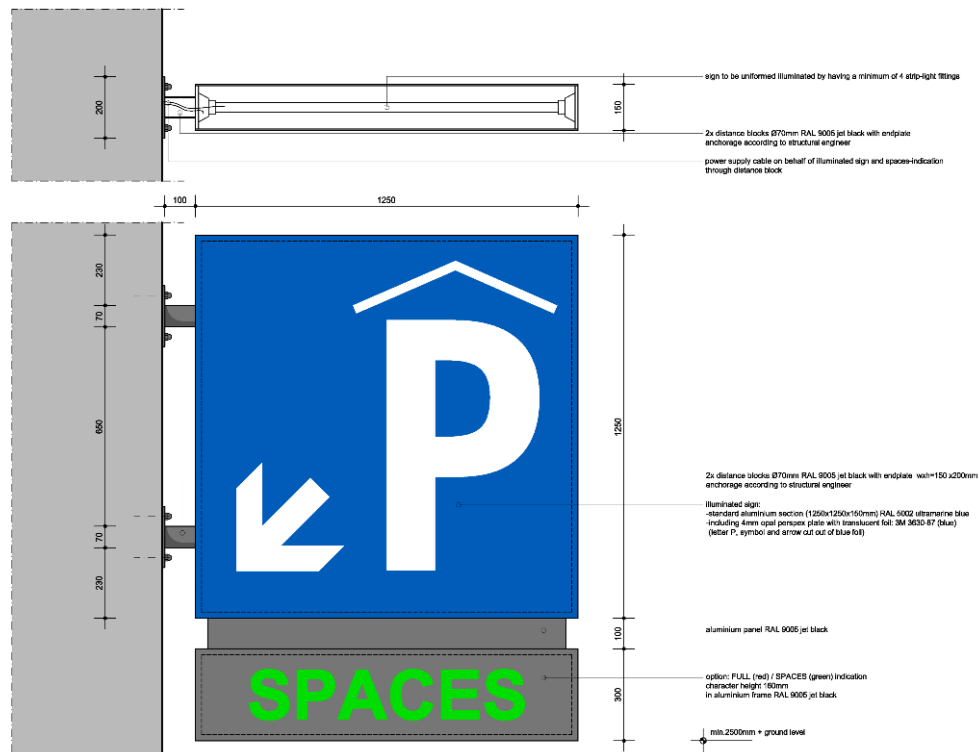 sign to be uniformed illuminated by having a minimum of 4 strip-light fittings
200
150
2x distance blocks Ø70mm RAL 9005 jet black with endplate
anchorage according to structural engineer
power supply cable on behalf of illuminated sign and spaces-indication
through distance block
100
1250
230
70
650
70
230
P
1250
2x distance blocks Ø70mm RAL 9005 jet black with endplate wxh=150 x200mm
anchorage according to structural engineer
illuminated sign:
-standard aluminium section (1250x1250x150mm) RAL 5002 ultramarine blue
-including 4mm opal perspex plate with translucent foil: 3M 3630-87 (blue)
(letter P, symbol and arrow cut out of blue foil)
100
aluminium panel RAL 9005 jet black
300
SPACES
option: FULL (red) / SPACES (green) indication
character height 160mm
in aluminium frame RAL 9005 jet black
min.2500mm + ground level